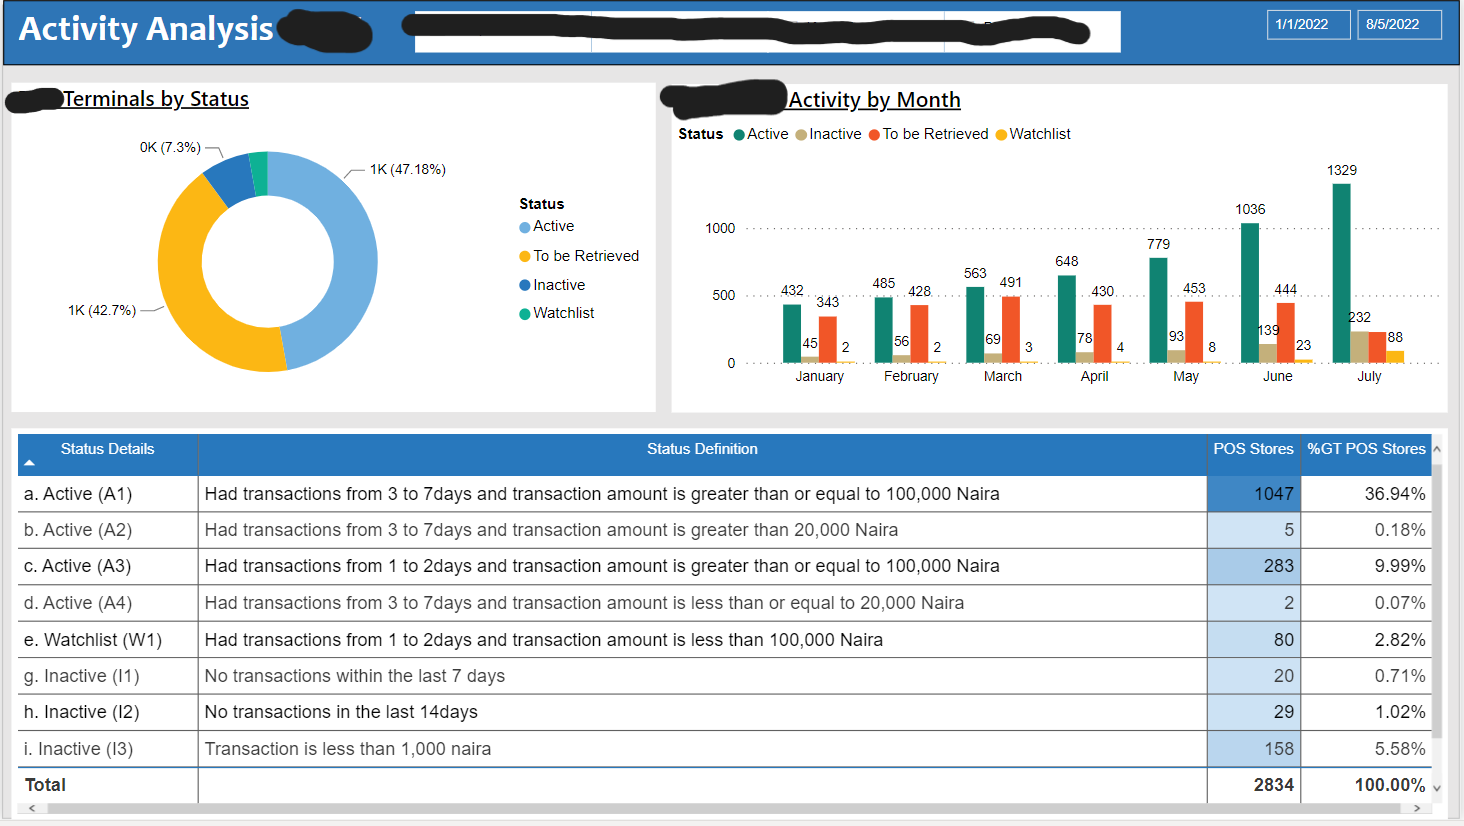 Activity Analysis
1/1/2022 8/5/2022
Terminals by Status
0K (7.3%)
1K (47.18%)
1K (42.7%)
Status
Active
To be Retrieved
Inactive
Watchlist
Activity by Month
Status Active Inactive To be Retrieved Watchlist
1000
500
0
432 45 343 2
485 56 428 2
563 69 491 3
648 78 430 4
779 93 453 8
1036 139 444 23
1329 232 88
January February March April May June July
Status Details Status Definition POS Stores %GT POS Stores
a. Active (A1) Had transactions from 3 to 7days and transaction amount is greater than or equal to 100,000 Naira 1047 36.94%
b. Active (A2) Had transactions from 3 to 7days and transaction amount is greater than 20,000 Naira 5 0.18%
c. Active (A3) Had transactions from 1 to 2days and transaction amount is greater than or equal to 100,000 Naira 283 9.99%
d. Active (A4) Had transactions from 3 to 7days and transaction amount is less than or equal to 20,000 Naira 2 0.07%
e. Watchlist (W1) Had transactions from 1 to 2days and transaction amount is less than 100,000 Naira 80 2.82%
g. Inactive (I1) No transactions within the last 7 days 20 0.71%
h. Inactive (I2) No transactions in the last 14days 29 1.02%
i. Inactive (I3) Transaction is less than 1,000 naira 158 5.58%
Total 2834 100.00%